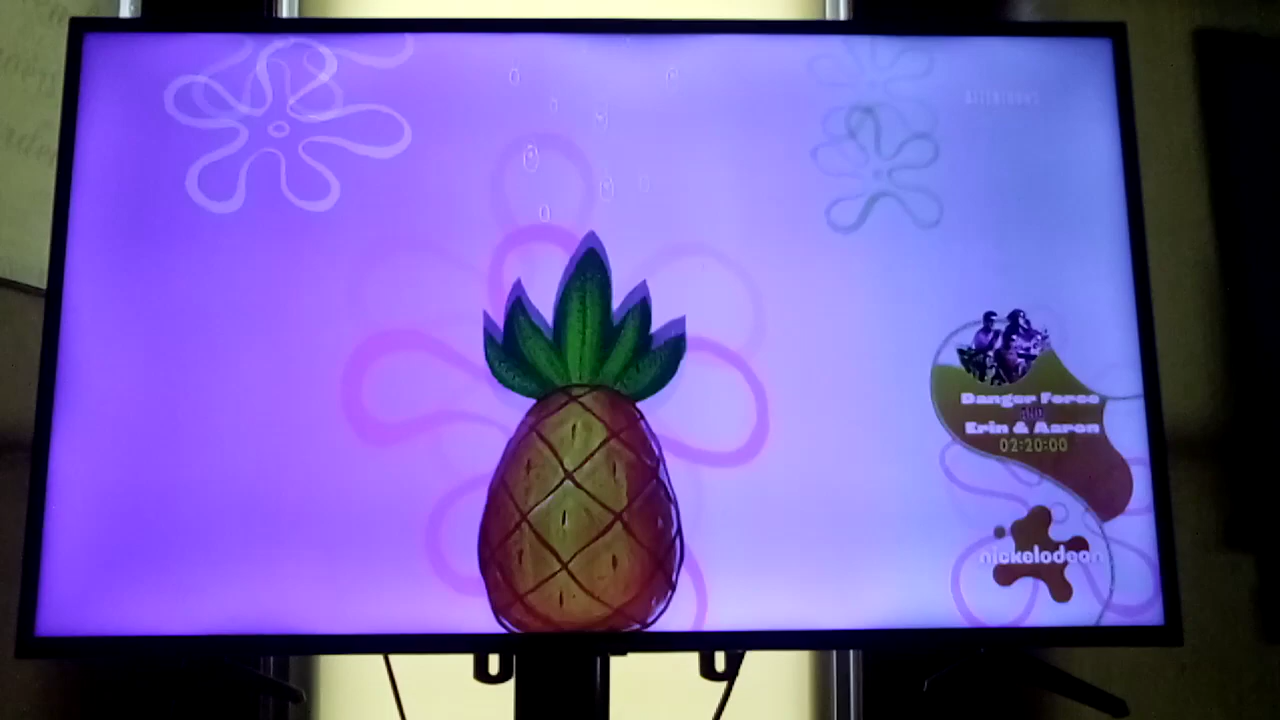 Danger Force
AND
Erin & Aaron
02:20:00
nickelodeon